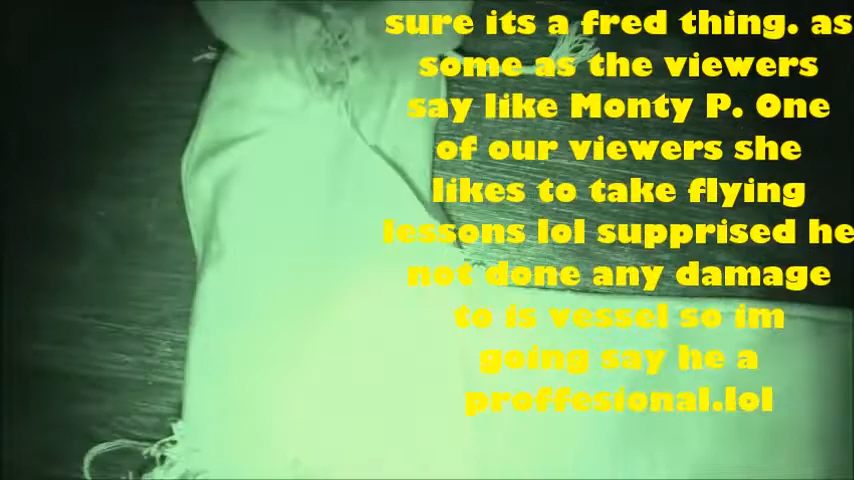 sure its a fred thing. as
some as the viewers
say like Monty P. One
of our viewers she
likes to take flying
lessons lol supprised he
not done any damage
to is vessel so im
going say he a
proffesional.lol